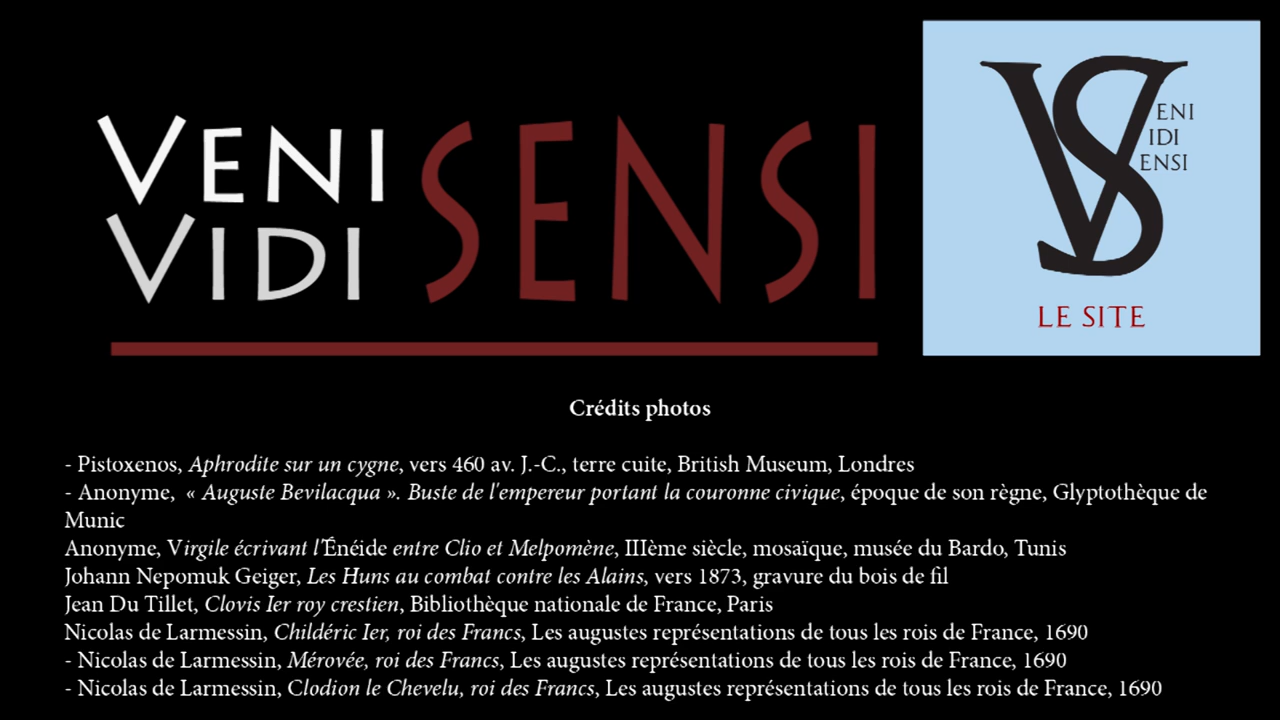 VENI
VIDI
SENSI
VS
ENI
IDI
ENSI
LE SITE
Crédits photos
- Pistoxenos, Aphrodite sur un cygne, vers 460 av. J.-C., terre cuite, British Museum, Londres
- Anonyme, « Auguste Bevilacqua ». Buste de l'empereur portant la couronne civique, époque de son règne, Glyptothèque de
Munic
Anonyme, Virgile écrivant l'Énéide entre Clio et Melpomène, IIIème siècle, mosaïque, musée du Bardo, Tunis
Johann Nepomuk Geiger, Les Huns au combat contre les Alains, vers 1873, gravure du bois de fil
Jean Du Tillet, Clovis Ier roy crestien, Bibliothèque nationale de France, Paris
Nicolas de Larmessin, Childéric Ier, roi des Francs, Les augustes représentations de tous les rois de France, 1690
- Nicolas de Larmessin, Mérovée, roi des Francs, Les augustes représentations de tous les rois de France, 1690
- Nicolas de Larmessin, Clodion le Chevelu, roi des Francs, Les augustes représentations de tous les rois de France, 1690